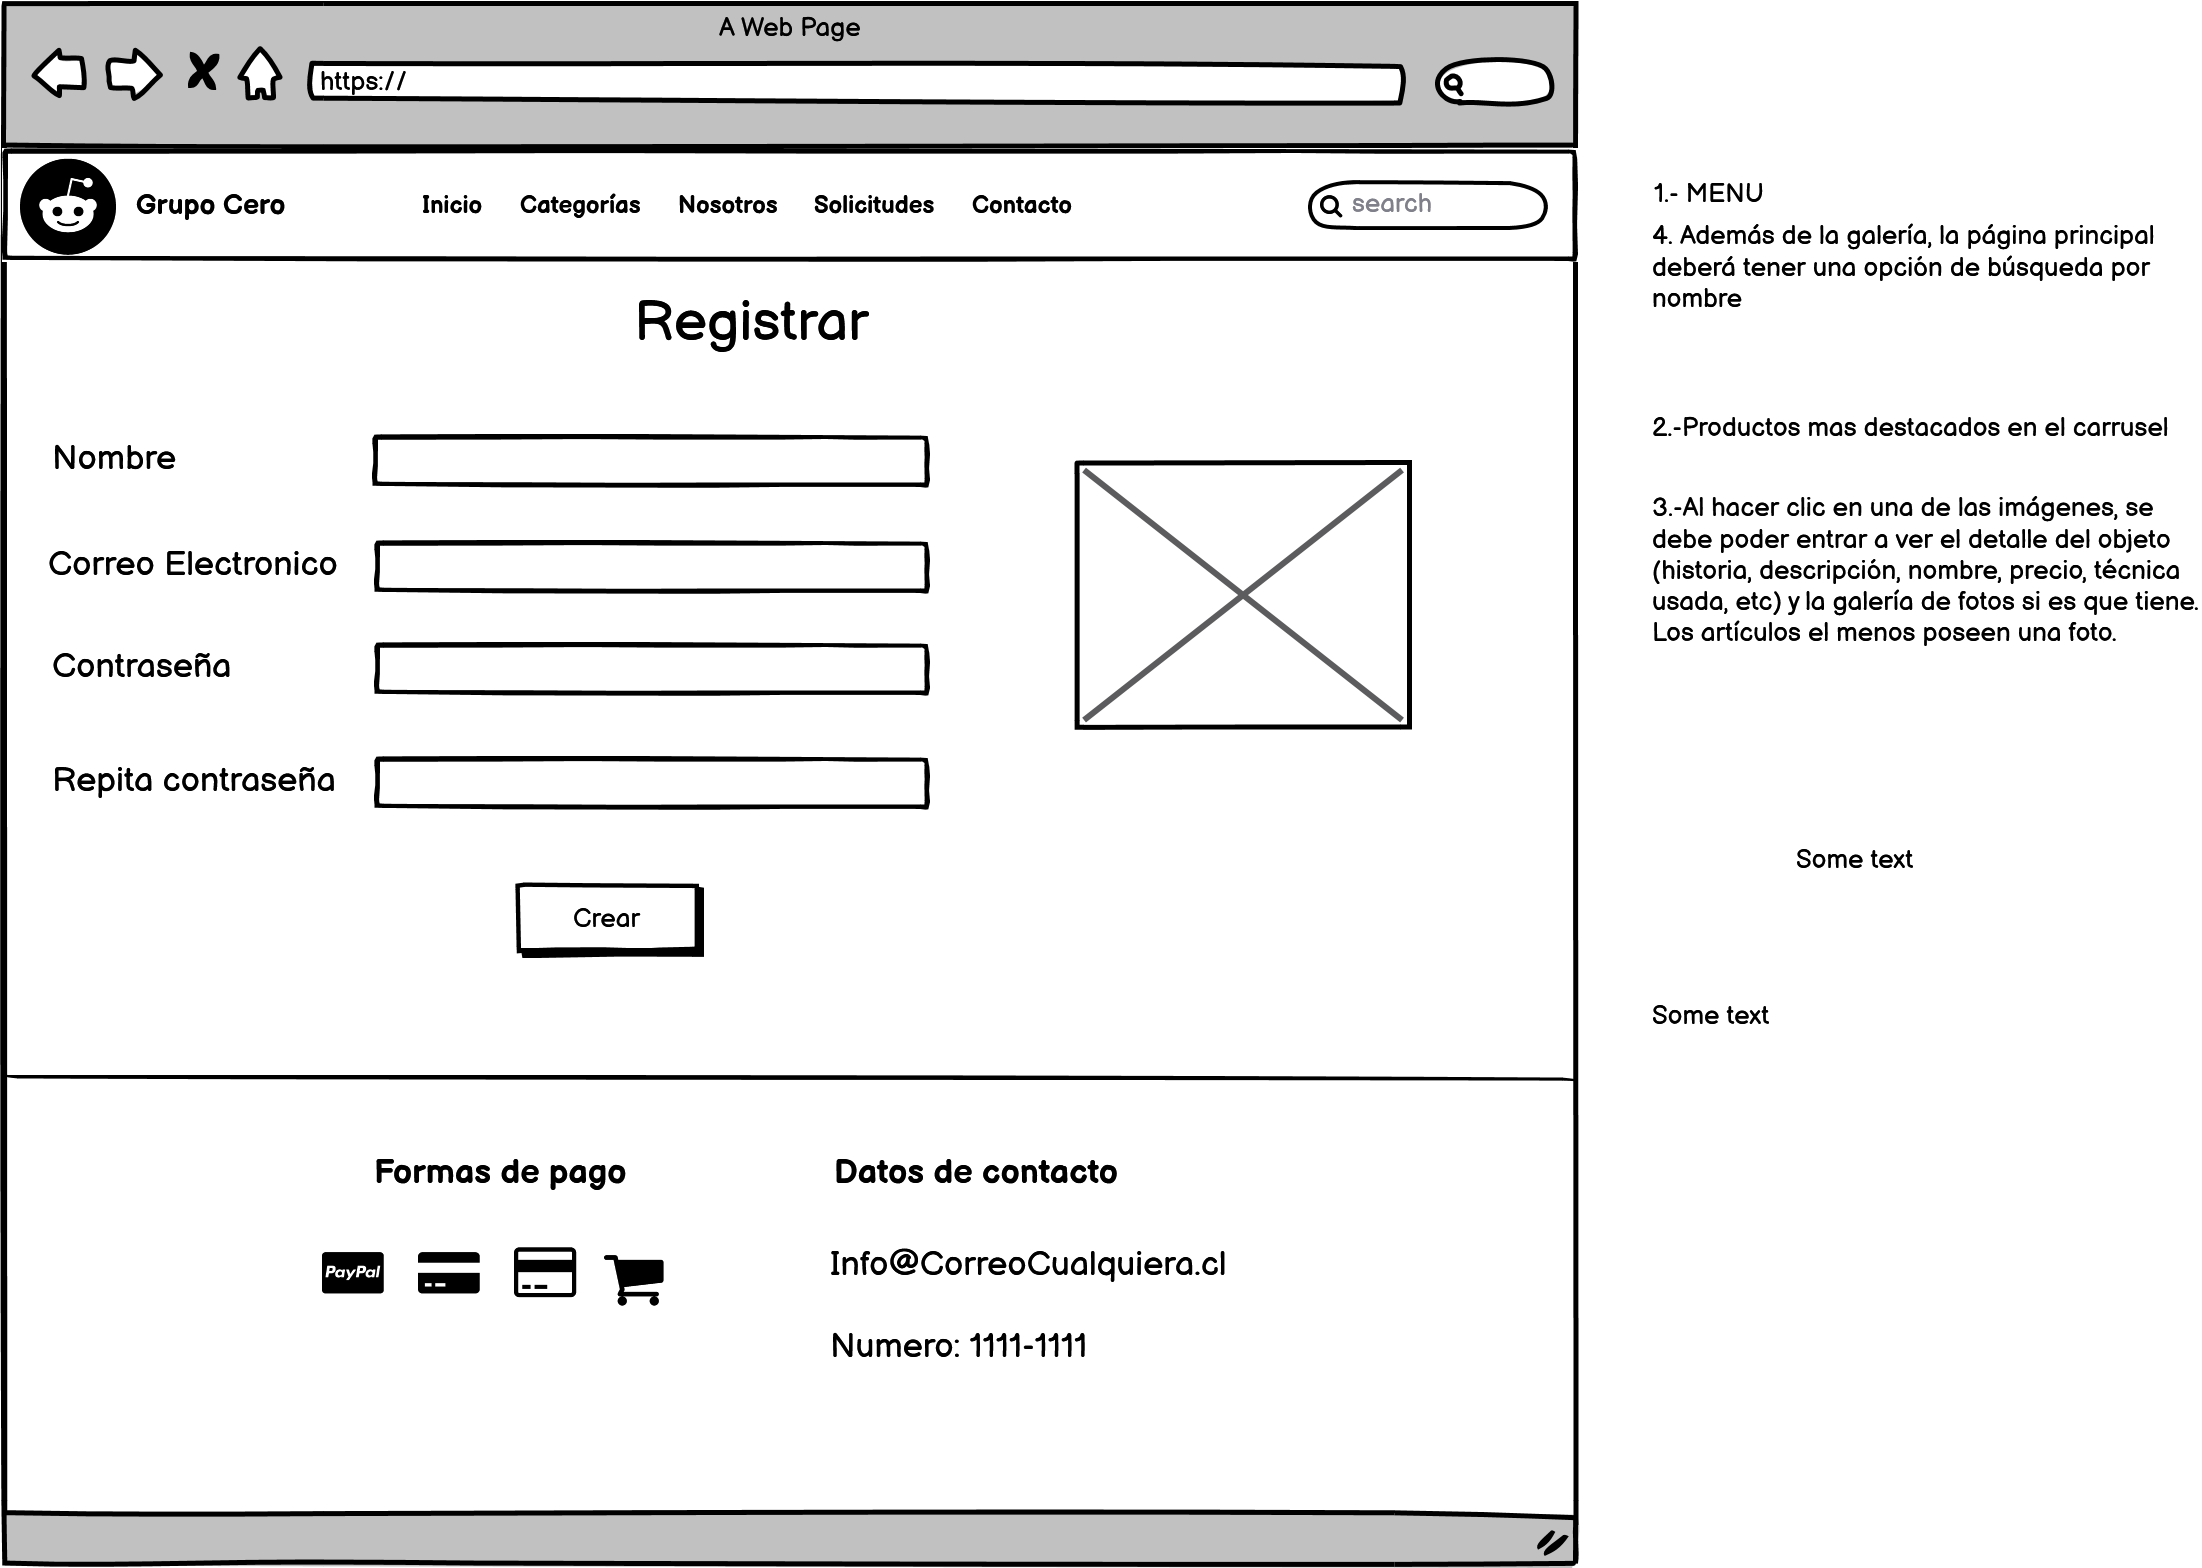 A Web Page
https://
Grupo Cero
Inicio
Categorías
Nosotros
Solicitudes
Contacto
search
Registrar
Nombre
Correo Electronico
Contraseña
Repita contraseña
Crear
Formas de pago
PayPal
Datos de contacto
Info@CorreoCualquiera.cl
Numero: 1111-1111
1.- MENU
4. Además de la galería, la página principal
deberá tener una opción de búsqueda por
nombre
2.-Productos mas destacados en el carrusel
3.-Al hacer clic en una de las imágenes, se
debe poder entrar a ver el detalle del objeto
(historia, descripción, nombre, precio, técnica
usada, etc) y la galería de fotos si es que tiene.
Los artículos el menos poseen una foto.
Some text
Some text